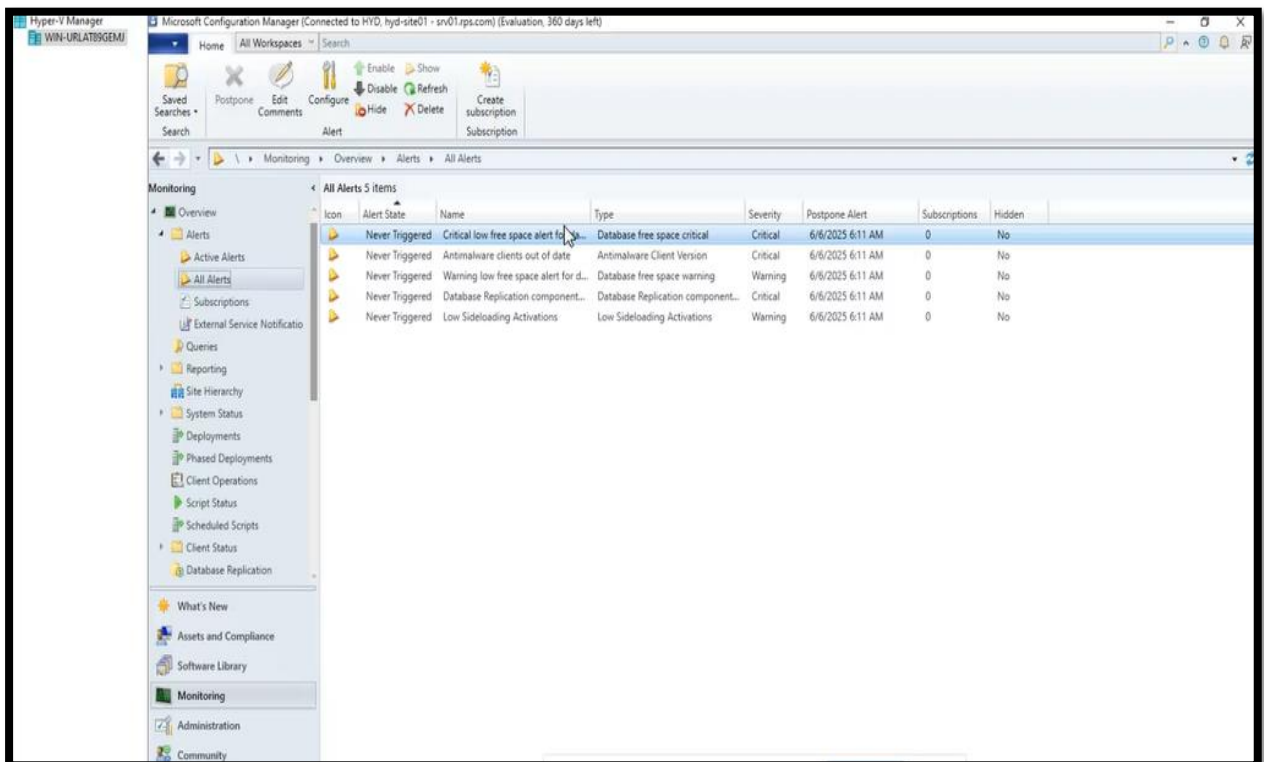 Hyper-V Manager
WIN-URLAT89GEMJ
Microsoft Configuration Manager (Connected to HYD, hyd-site01 - srv01.rps.com) (Evaluation, 360 days left)
Home All Workspaces Search
Saved Searches Postpone Edit Comments Configure Enable Disable Hide Show Refresh Delete Create subscription
Search Alert Subscription
\ Monitoring Overview Alerts All Alerts
Monitoring
Overview
Alerts
Active Alerts
All Alerts
Subscriptions
External Service Notificatio
Queries
Reporting
Site Hierarchy
System Status
Deployments
Phased Deployments
Client Operations
Script Status
Scheduled Scripts
Client Status
Database Replication
What's New
Assets and Compliance
Software Library
Monitoring
Administration
Community
All Alerts 5 items
Icon Alert State Name Type Severity Postpone Alert Subscriptions Hidden
Never Triggered Critical low free space alert Database free space critical Critical 6/6/2025 6:11 AM 0 No
Never Triggered Antimalware clients out of date Antimalware Client Version Critical 6/6/2025 6:11 AM 0 No
Never Triggered Warning low free space alert for d... Database free space warning Warning 6/6/2025 6:11 AM 0 No
Never Triggered Database Replication component... Database Replication component... Critical 6/6/2025 6:11 AM 0 No
Never Triggered Low Sideloading Activations Low Sideloading Activations Warning 6/6/2025 6:11 AM 0 No